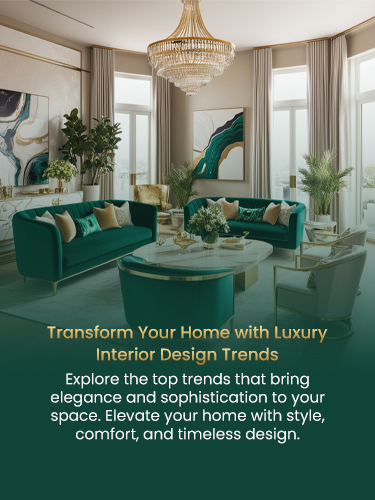 Transform Your Home with Luxury
Interior Design Trends
Explore the top trends that bring
elegance and sophistication to your
space. Elevate your home with style,
comfort, and timeless design.